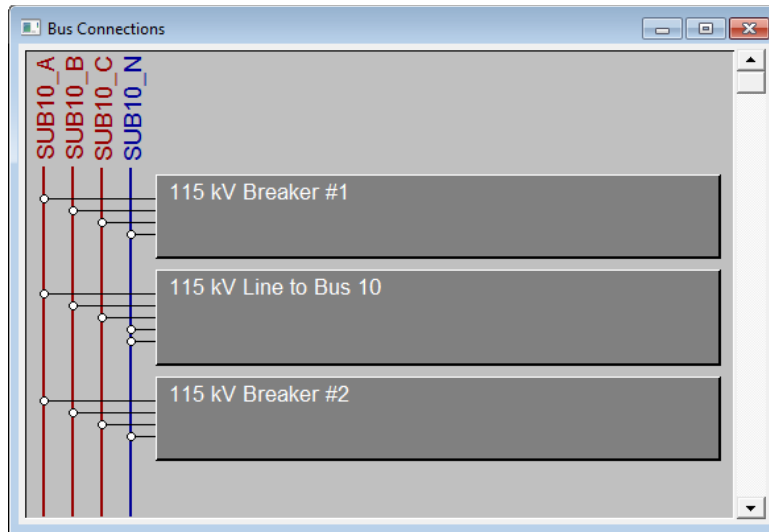 Bus Connections
SUB10_A
SUB10_B
SUB10_C
SUB10_N
115 kV Breaker #1
115 kV Line to Bus 10
115 kV Breaker #2